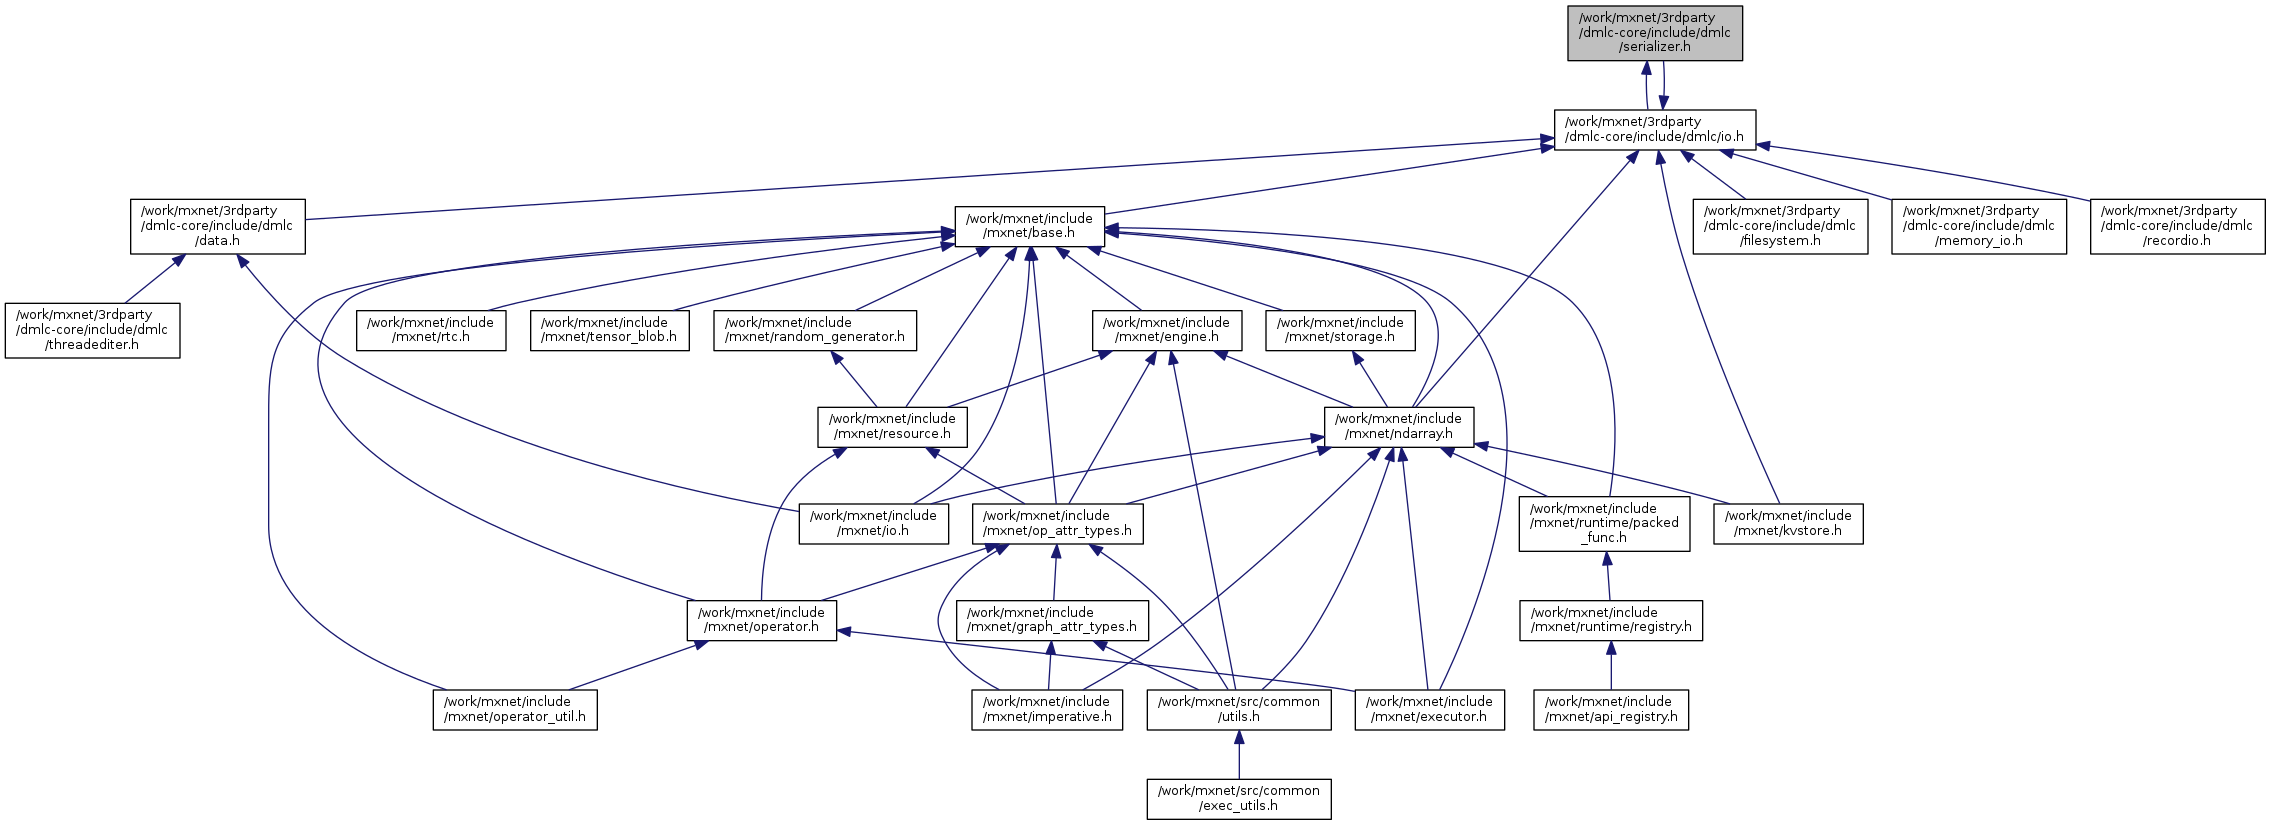 /work/mxnet/3rdparty
/dmlc-core/include/dmlc
/serializer.h
/work/mxnet/3rdparty
/dmlc-core/include/dmlc/io.h
/work/mxnet/3rdparty
/dmlc-core/include/dmlc
/data.h
/work/mxnet/include
/mxnet/base.h
/work/mxnet/3rdparty
/dmlc-core/include/dmlc
/filesystem.h
/work/mxnet/3rdparty
/dmlc-core/include/dmlc
/memory_io.h
/work/mxnet/3rdparty
/dmlc-core/include/dmlc
/recordio.h
/work/mxnet/3rdparty
/dmlc-core/include/dmlc
/threadediter.h
/work/mxnet/include
/mxnet/rtc.h
/work/mxnet/include
/mxnet/tensor_blob.h
/work/mxnet/include
/mxnet/random_generator.h
/work/mxnet/include
/mxnet/engine.h
/work/mxnet/include
/mxnet/storage.h
/work/mxnet/include
/mxnet/resource.h
/work/mxnet/include
/mxnet/ndarray.h
/work/mxnet/include
/mxnet/io.h
/work/mxnet/include
/mxnet/op_attr_types.h
/work/mxnet/include
/mxnet/runtime/packed
_func.h
/work/mxnet/include
/mxnet/kvstore.h
/work/mxnet/include
/mxnet/operator.h
/work/mxnet/include
/mxnet/graph_attr_types.h
/work/mxnet/include
/mxnet/runtime/registry.h
/work/mxnet/include
/mxnet/operator_util.h
/work/mxnet/include
/mxnet/imperative.h
/work/mxnet/src/common
/utils.h
/work/mxnet/include
/mxnet/executor.h
/work/mxnet/include
/mxnet/api_registry.h
/work/mxnet/src/common
/exec_utils.h